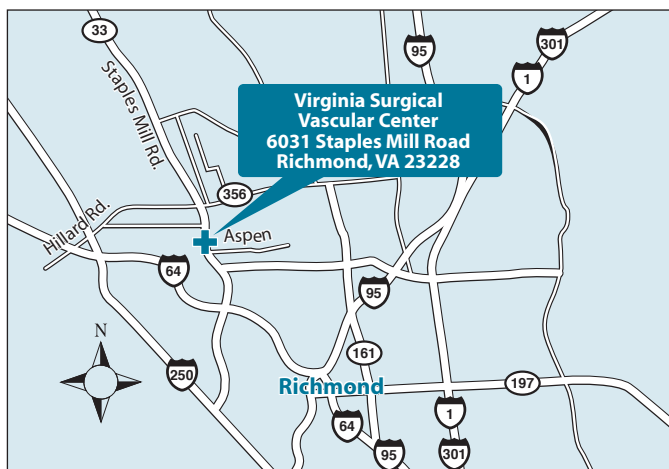 33
95
301
1
Staples Mill Rd.
Virginia Surgical
Vascular Center
6031 Staples Mill Road
Richmond, VA 23228
356
Hillard Rd.
Aspen
64
95
N
161
250
Richmond
197
64
1
95
301